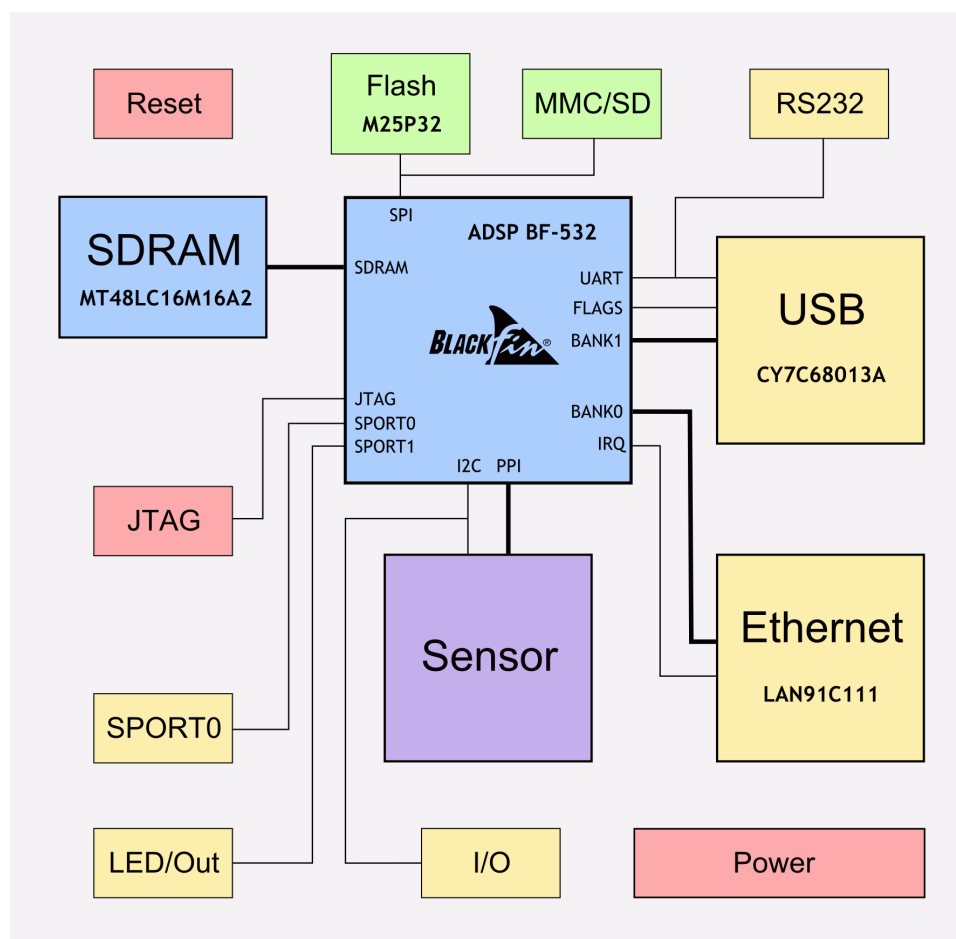 Reset
Flash
M25P32
MMC/SD
RS232
SDRAM
MT48LC16M16A2
SPI
ADSP BF-532
SDRAM
UART
FLAGS
BANK1
BLACKfin®
JTAG
SPORT0
SPORT1
BANK0
IRQ
I2C PPI
USB
CY7C68013A
JTAG
Sensor
Ethernet
LAN91C111
SPORT0
LED/Out
I/O
Power